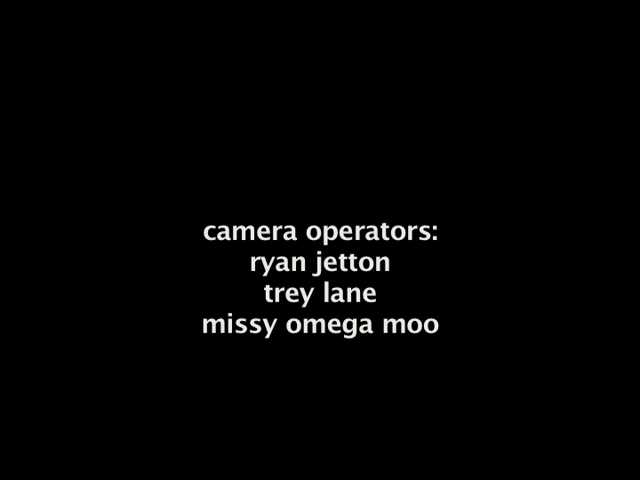 camera operators:
ryan jetton
trey lane
missy omega moo